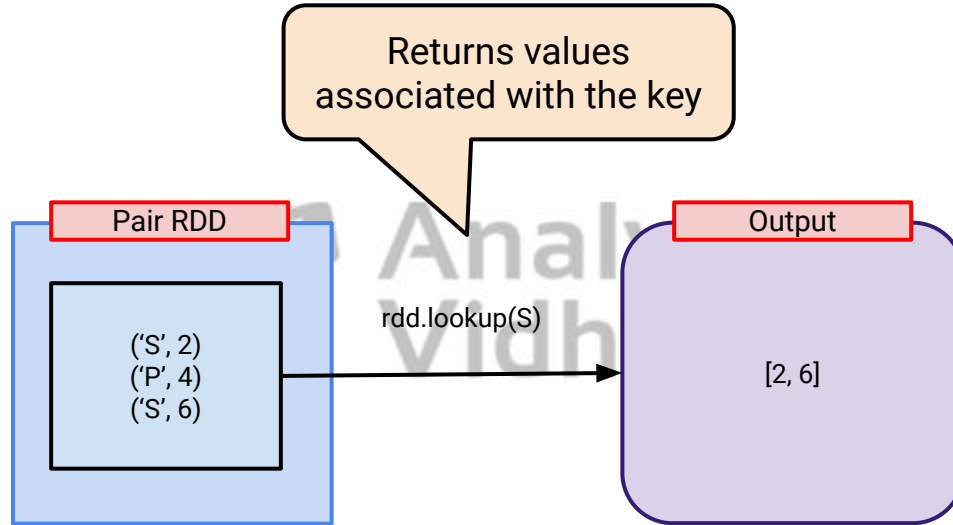 Returns values
associated with the key
Pair RDD
Output
rdd.lookup(S)
(‘S’, 2)
(‘P’, 4)
(‘S’, 6)
[2, 6]